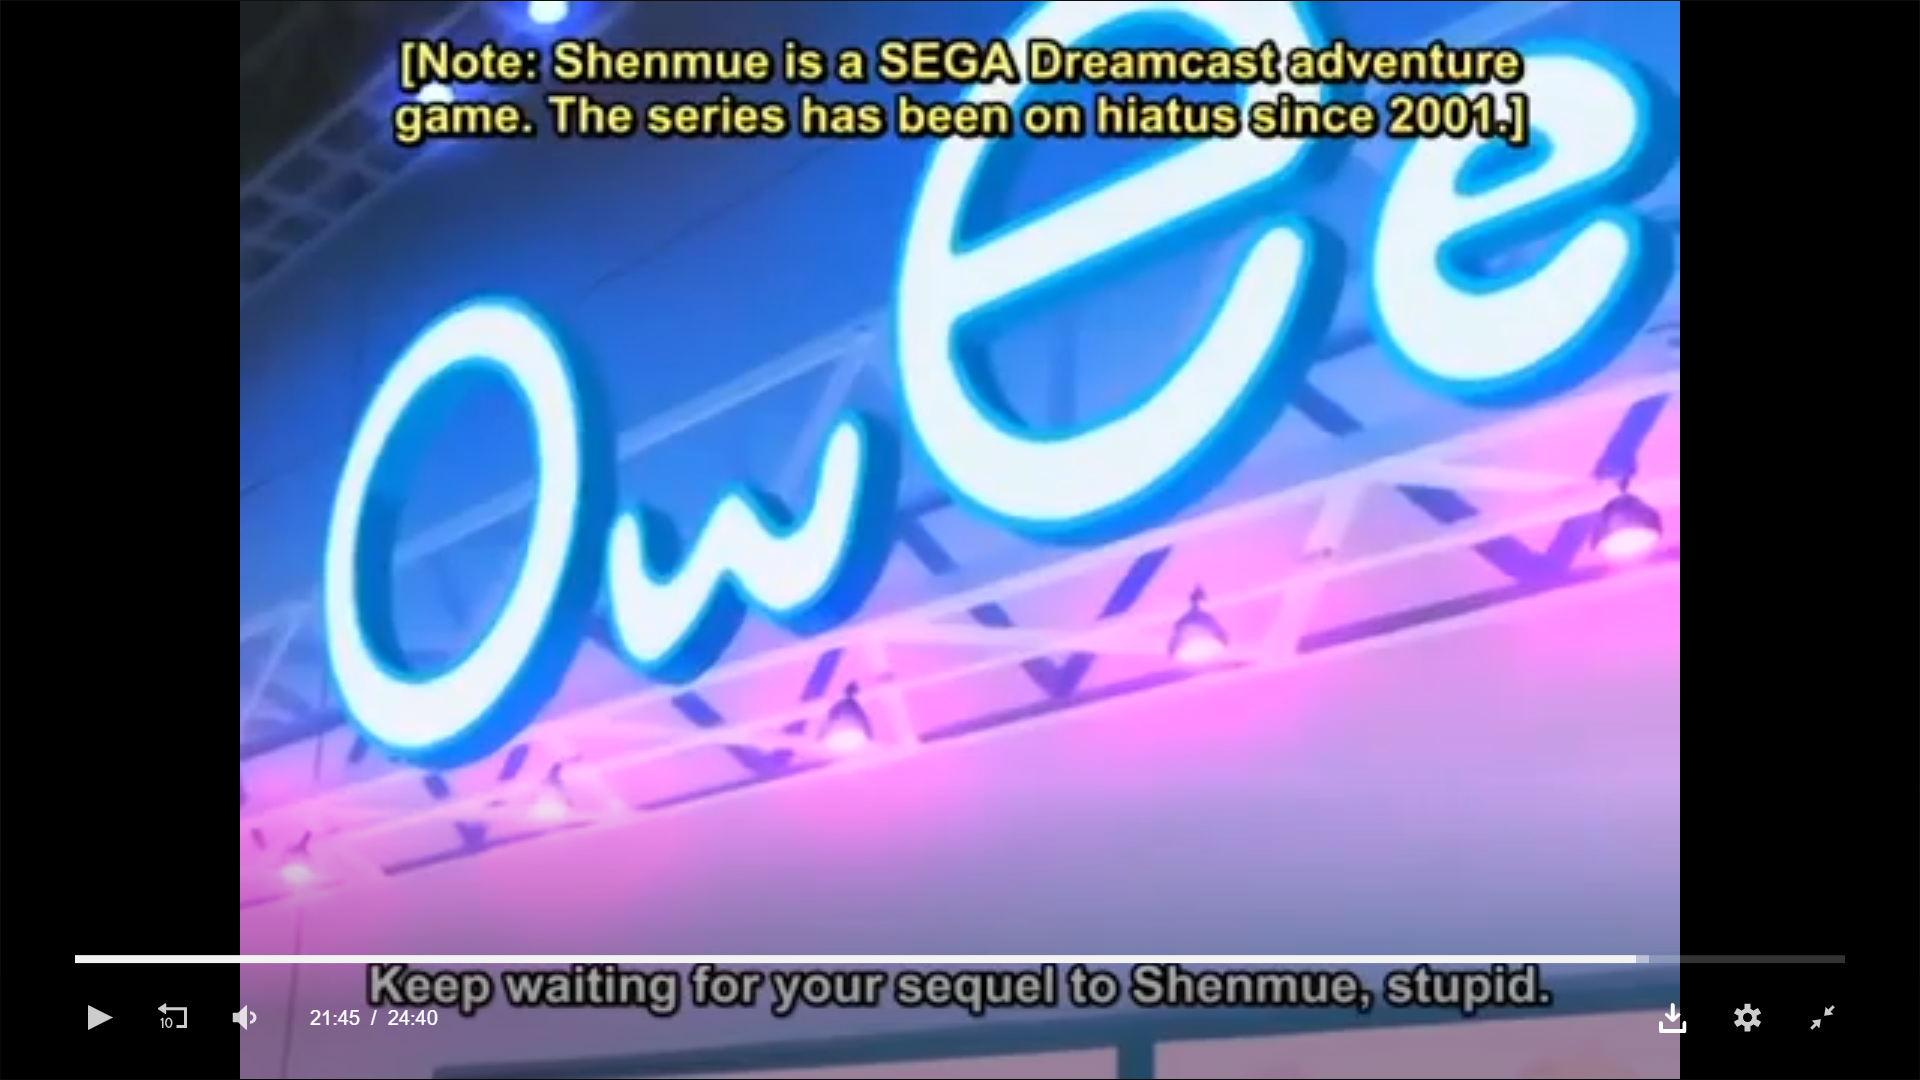 [Note: Shenmue is a SEGA Dreamcast adventure
game. The series has been on hiatus since 2001.]
OwEe
Keep waiting for your sequel to Shenmue, stupid.
10
21:45 / 24:40